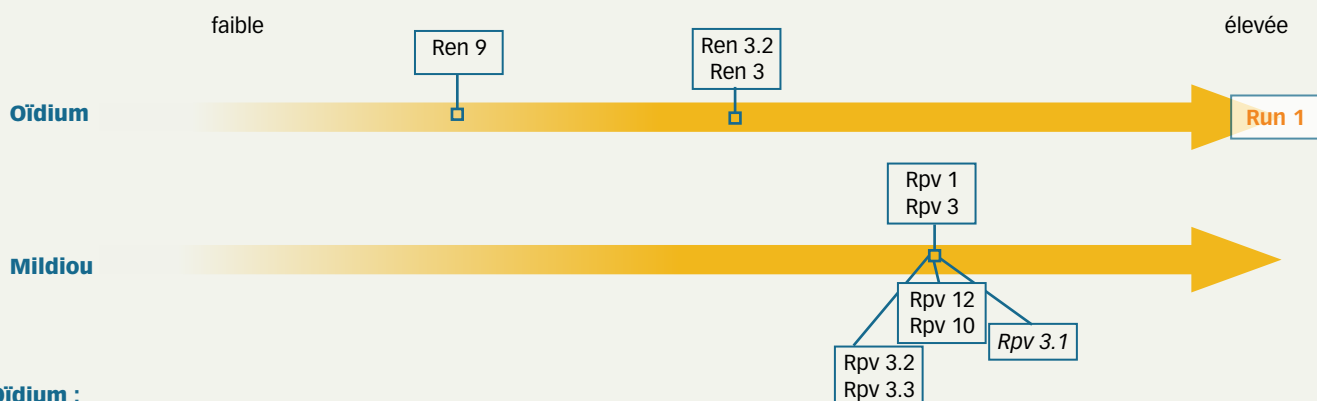 faible
élevée
Ren 9
Ren 3.2
Ren 3
Oïdium
Run 1
Rpv 1
Rpv 3
Mildiou
Rpv 12
Rpv 10
Rpv 3.1
Rpv 3.2
Rpv 3.3
Oïdium :